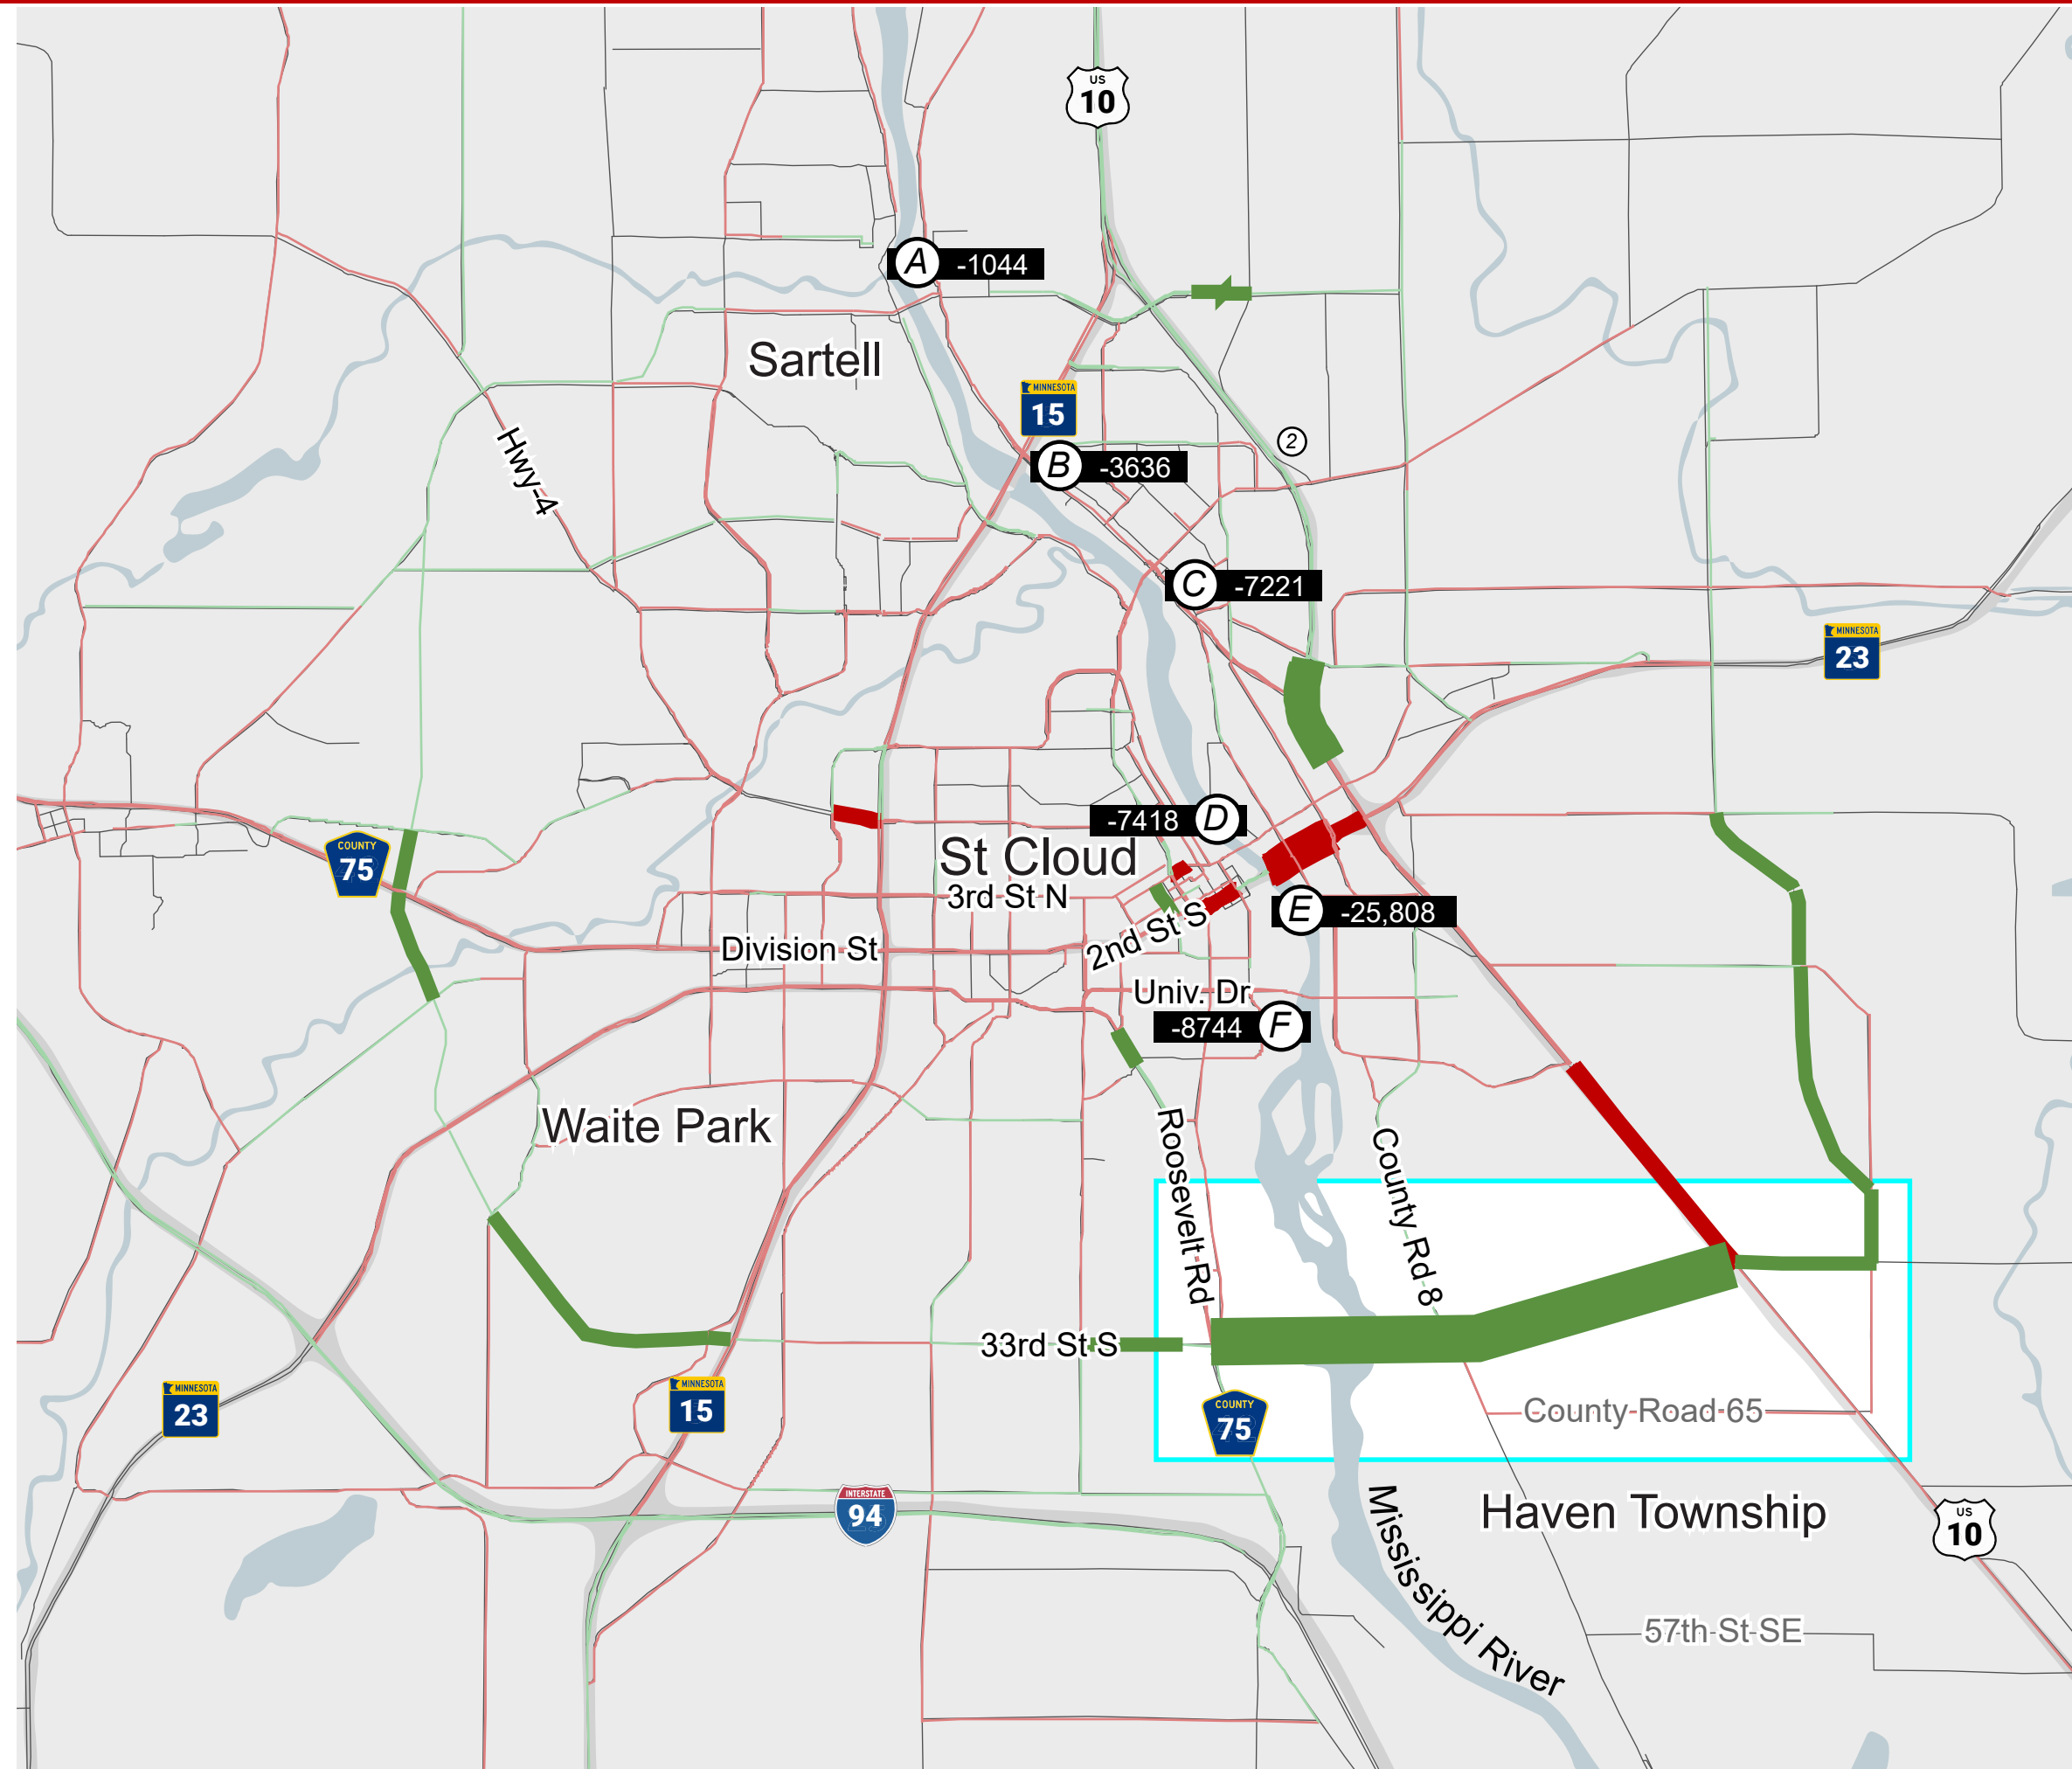 US
10
A
-1044
Sartell
MINNESOTA
15
Hwy-4
2
B
-3636
C
-7221
MINNESOTA
23
D
-7418
COUNTY
75
St Cloud
3rd St N
E
-25,808
2nd St S
Division St
Univ. Dr
-8744
F
Waite Park
Roosevelt Rd
County Rd 8
33rd St S
MINNESOTA
23
MINNESOTA
15
COUNTY
75
County Road 65
INTERSTATE
94
Haven Township
US
10
Mississippi River
57th St SE